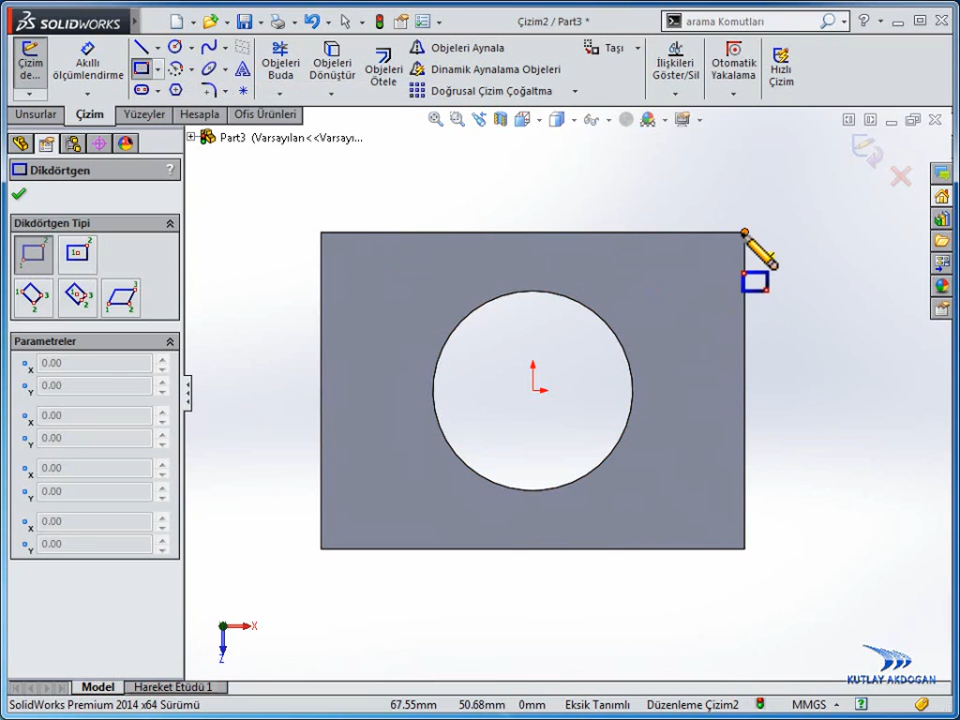 SOLIDWORKS
Çizim2 / Part3 *
arama Komutları
?
Çizim de...
Akıllı ölçümlendirme
Objeleri Buda
Objeleri Dönüştür
Objeleri Ötele
Objeleri Aynala
Dinamik Aynalama Objeleri
Doğrusal Çizim Çoğaltma
Taşı
İlişkileri Göster/Sil
Otomatik Yakalama
Hızlı Çizim
Unsurlar
Çizim
Yüzeyler
Hesapla
Ofis Ürünleri
Part3 (Varsayılan<<Varsayı...
Dikdörtgen
?
Dikdörtgen Tipi
Parametreler
X 0.00
Y 0.00
X 0.00
Y 0.00
X 0.00
Y 0.00
X 0.00
Y 0.00
X
Z
KUTLAY AKDOGAN
Model
Hareket Etüdü 1
SolidWorks Premium 2014 x64 Sürümü
67.55mm
50.68mm
0mm
Eksik Tanımlı
Düzenleme Çizim2
MMGS
?